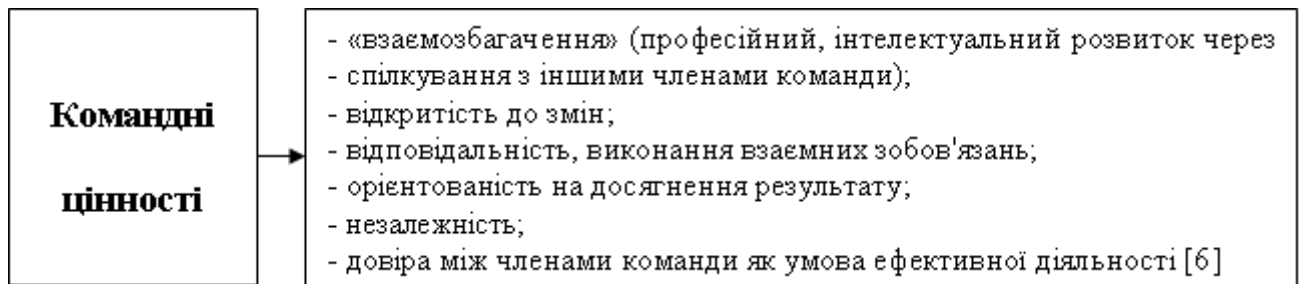 Командні
цінності
- «взаємозбагачення» (професійний, інтелектуальний розвиток через
- спілкування з іншими членами команди);
- відкритість до змін;
- відповідальність, виконання взаємних зобов'язань;
- орієнтованість на досягнення результату;
- незалежність;
- довіра між членами команди як умова ефективної діяльності [6]